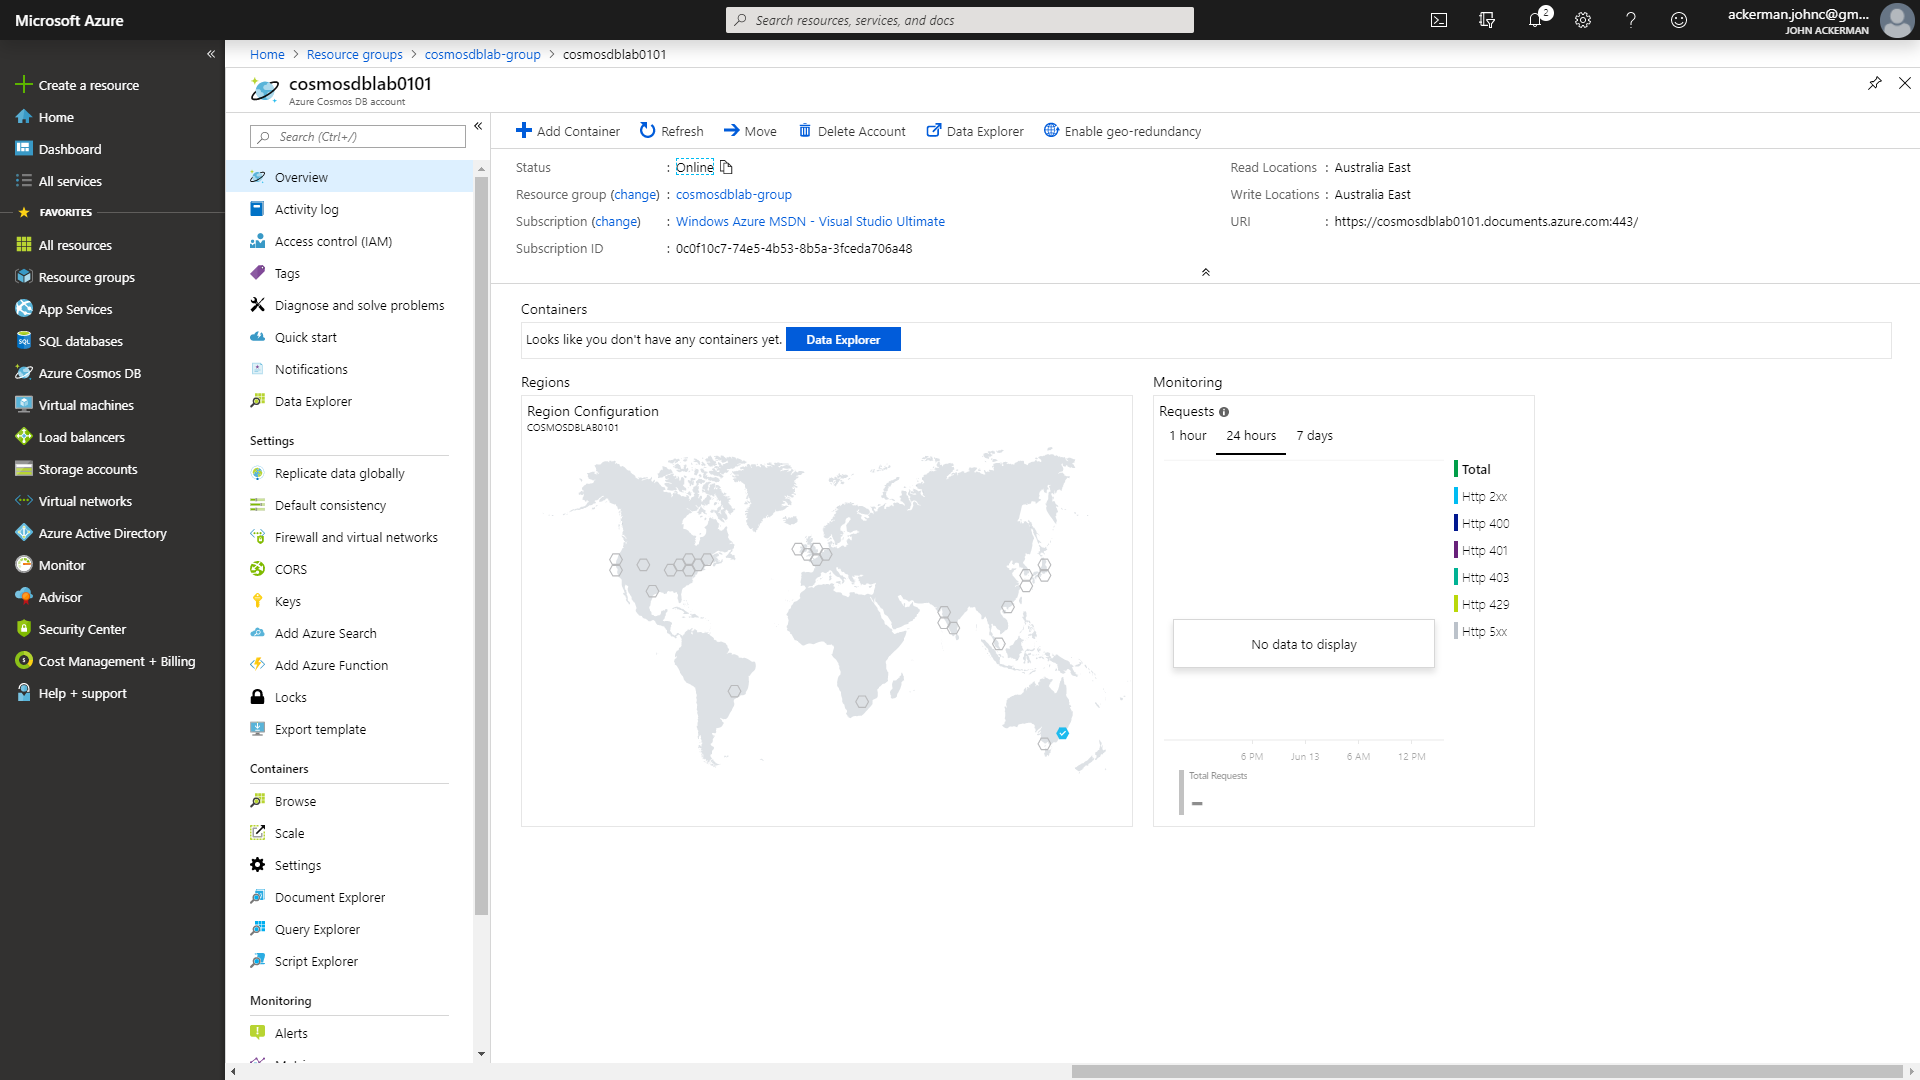 Microsoft Azure
Search resources, services, and docs
2
ackerman.johnc@gm...
JOHN ACKERMAN
Create a resource
Home
Dashboard
All services
FAVORITES
All resources
Resource groups
App Services
SQL databases
Azure Cosmos DB
Virtual machines
Load balancers
Storage accounts
Virtual networks
Azure Active Directory
Monitor
Advisor
Security Center
Cost Management + Billing
Help + support
Home > Resource groups > cosmosdblab-group > cosmosdblab0101
cosmosdblab0101
Azure Cosmos DB account
Search (Ctrl+/)
Overview
Activity log
Access control (IAM)
Tags
Diagnose and solve problems
Quick start
Notifications
Data Explorer
Settings
Replicate data globally
Default consistency
Firewall and virtual networks
CORS
Keys
Add Azure Search
Add Azure Function
Locks
Export template
Containers
Browse
Scale
Settings
Document Explorer
Query Explorer
Script Explorer
Monitoring
Alerts
Add Container
Refresh
Move
Delete Account
Data Explorer
Enable geo-redundancy
Status : Online
Resource group (change) : cosmosdblab-group
Subscription (change) : Windows Azure MSDN - Visual Studio Ultimate
Subscription ID : 0c0f10c7-74e5-4b53-8b5a-3fceda706a48
Read Locations : Australia East
Write Locations : Australia East
URI : https://cosmosdblab0101.documents.azure.com:443/
Containers
Looks like you don't have any containers yet. Data Explorer
Regions
Region Configuration
COSMOSDBLAB0101
Monitoring
Requests
1 hour 24 hours 7 days
Total
Http 2xx
Http 400
Http 401
Http 403
Http 429
Http 5xx
No data to display
6 PM Jun 13 6 AM 12 PM
Total Requests
--